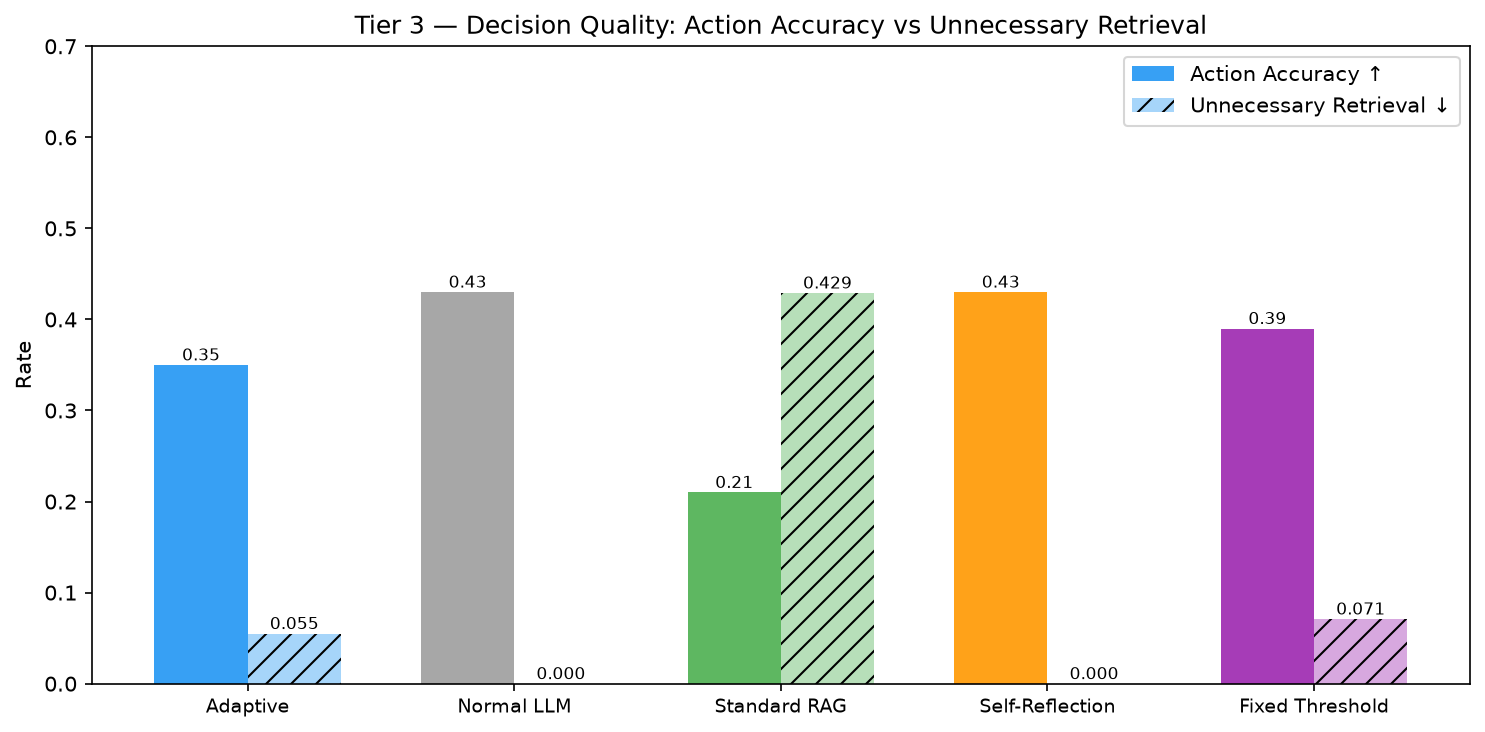 Tier 3 — Decision Quality: Action Accuracy vs Unnecessary Retrieval
0.7
0.6
0.5
0.4
0.3
0.2
0.1
0.0
Rate
Action Accuracy ↑
Unnecessary Retrieval ↓
0.35
0.055
0.43
0.000
0.21
0.429
0.43
0.000
0.39
0.071
Adaptive
Normal LLM
Standard RAG
Self-Reflection
Fixed Threshold